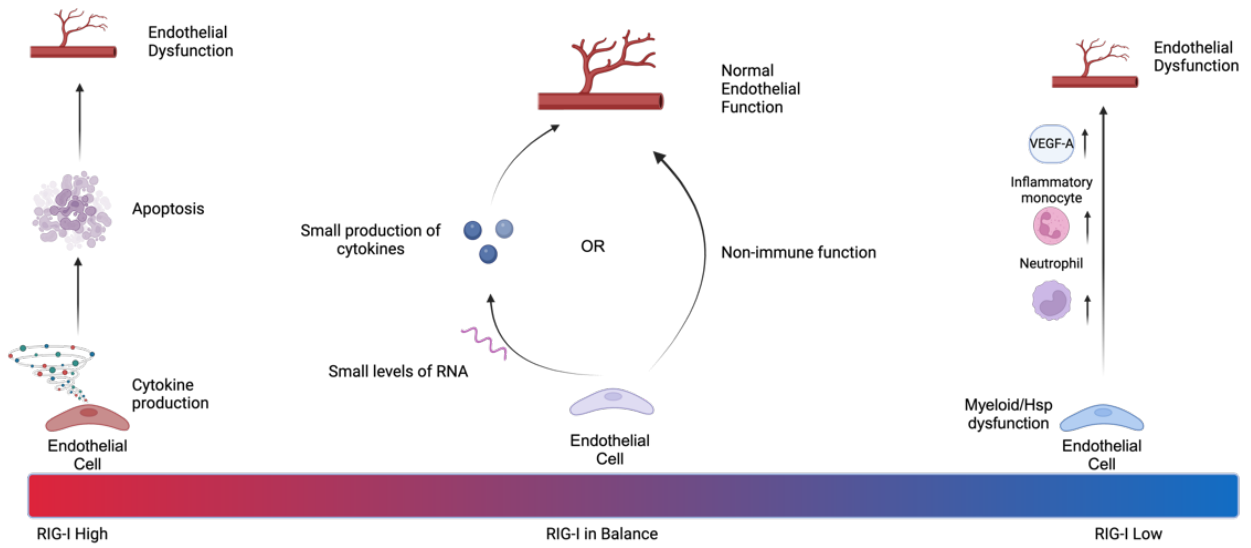 Endothelial
Dysfunction
Apoptosis
Cytokine
production
Endothelial
Cell
Normal
Endothelial
Function
Small production of
cytokines
OR
Non-immune function
Small levels of RNA
Endothelial
Cell
Endothelial
Dysfunction
VEGF-A
Inflammatory
monocyte
Neutrophil
Myeloid/Hsp
dysfunction
Endothelial
Cell
RIG-I High
RIG-I in Balance
RIG-I Low